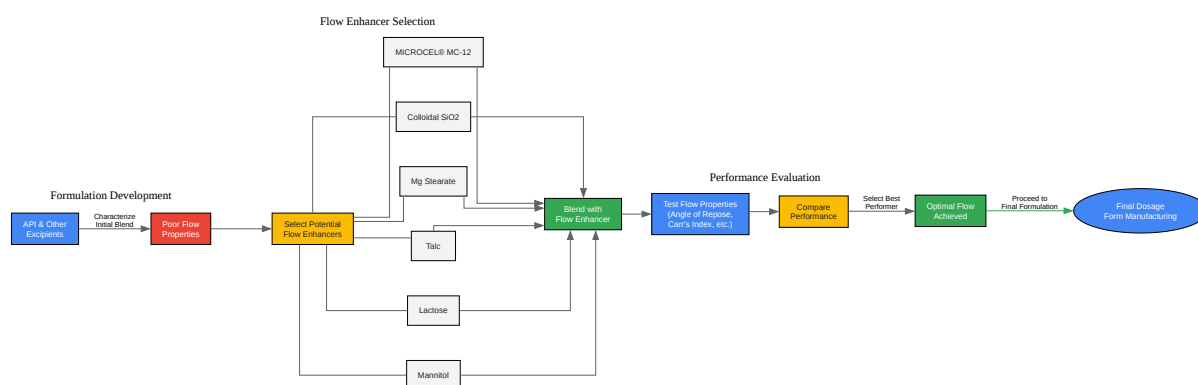 Flow Enhancer Selection
MICROCEL® MC-12
Colloidal SiO2
Mg Stearate
Talc
Lactose
Mannitol
Formulation Development
API & Other
Excipients
Characterize
Initial Blend
Poor Flow
Properties
Select Potential
Flow Enhancers
Blend with
Flow Enhancer
Performance Evaluation
Test Flow Properties
(Angle of Repose,
Carr's Index, etc.)
Compare
Performance
Select Best
Performer
Optimal Flow
Achieved
Proceed to
Final Formulation
Final Dosage
Form Manufacturing